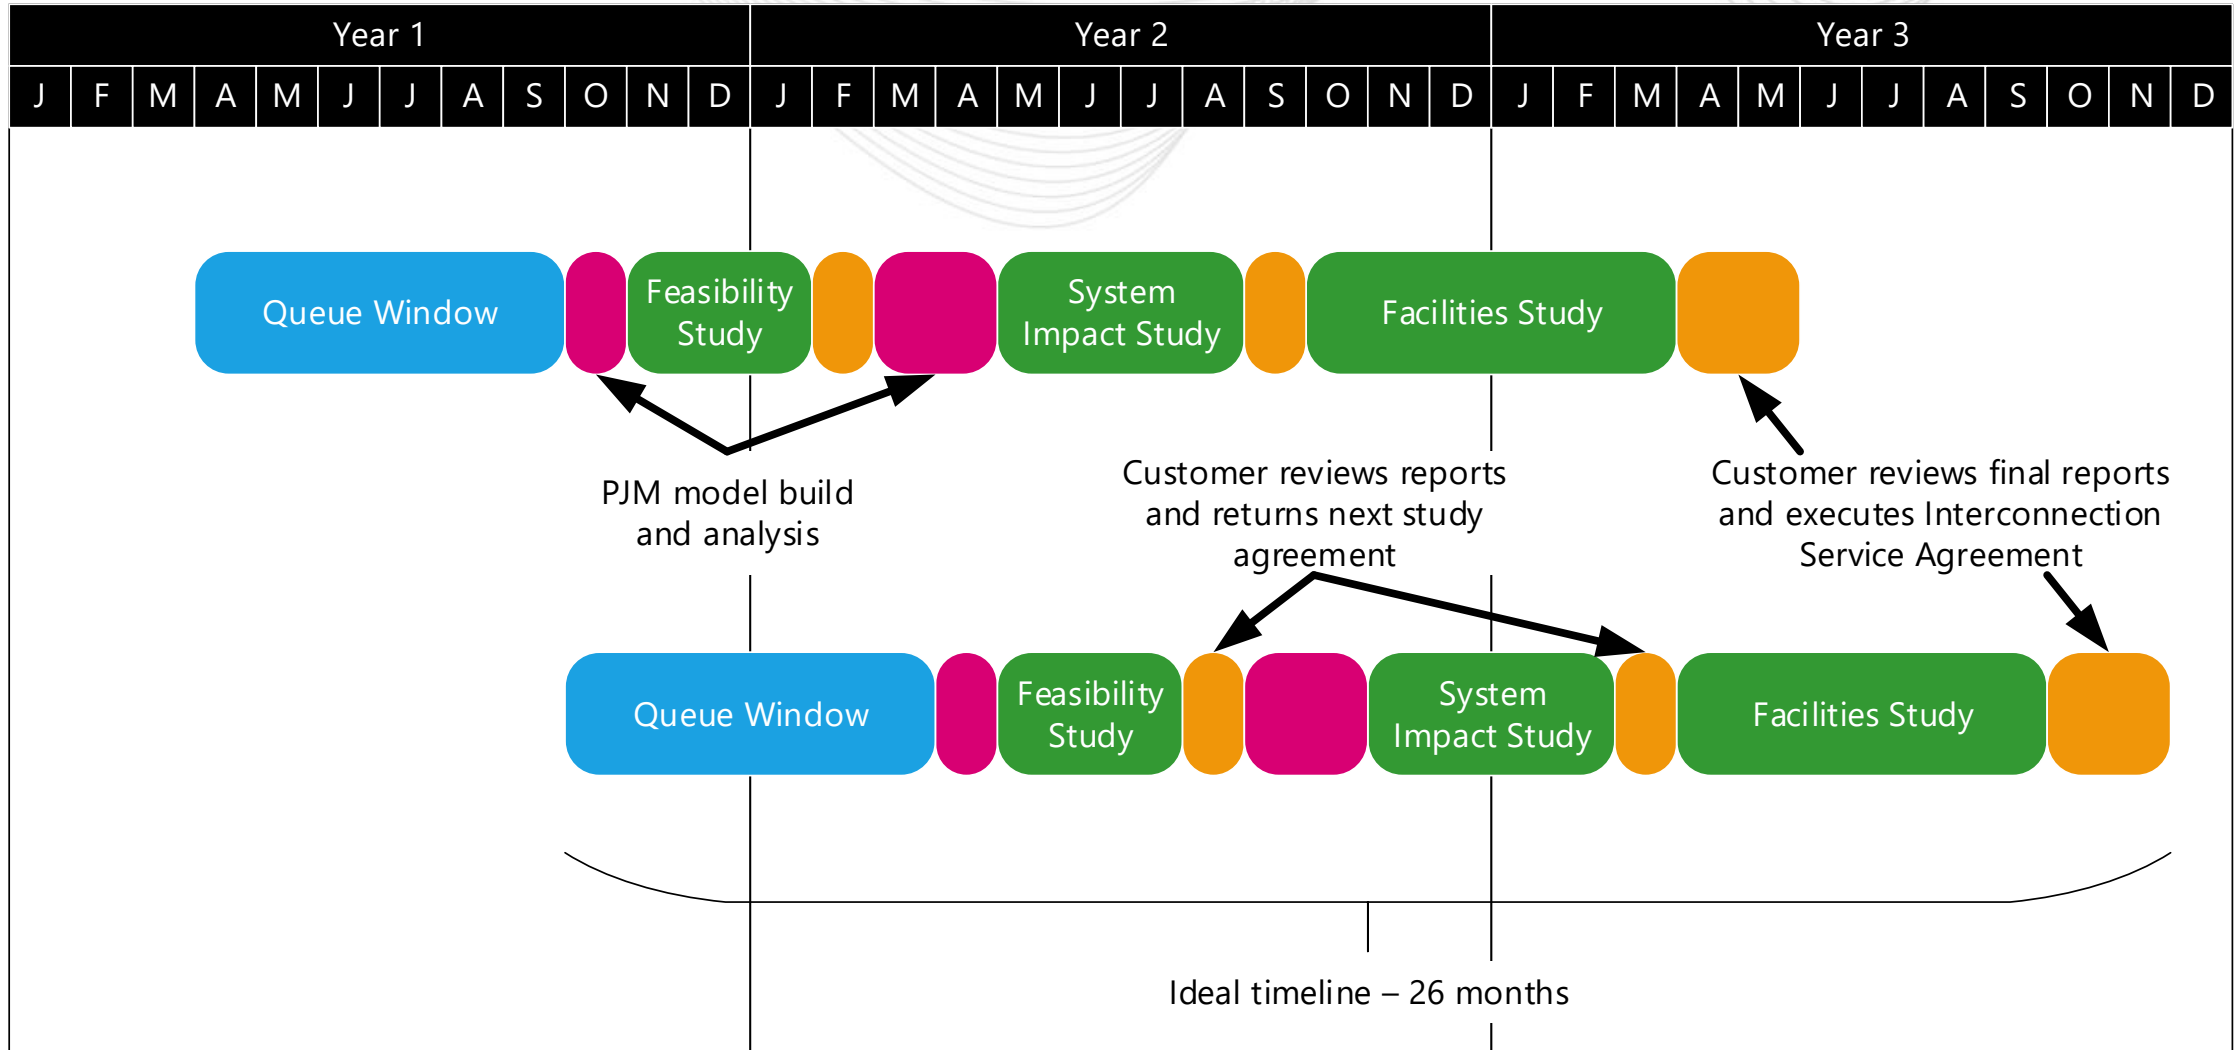 Year 1 Year 2 Year 3
J F M A M J J A S O N D J F M A M J J A S O N D J F M A M J J A S O N D
Queue Window
Feasibility
Study
System
Impact Study
Facilities Study
PJM model build
and analysis
Customer reviews reports
and returns next study
agreement
Customer reviews final reports
and executes Interconnection
Service Agreement
Queue Window
Feasibility
Study
System
Impact Study
Facilities Study
Ideal timeline – 26 months